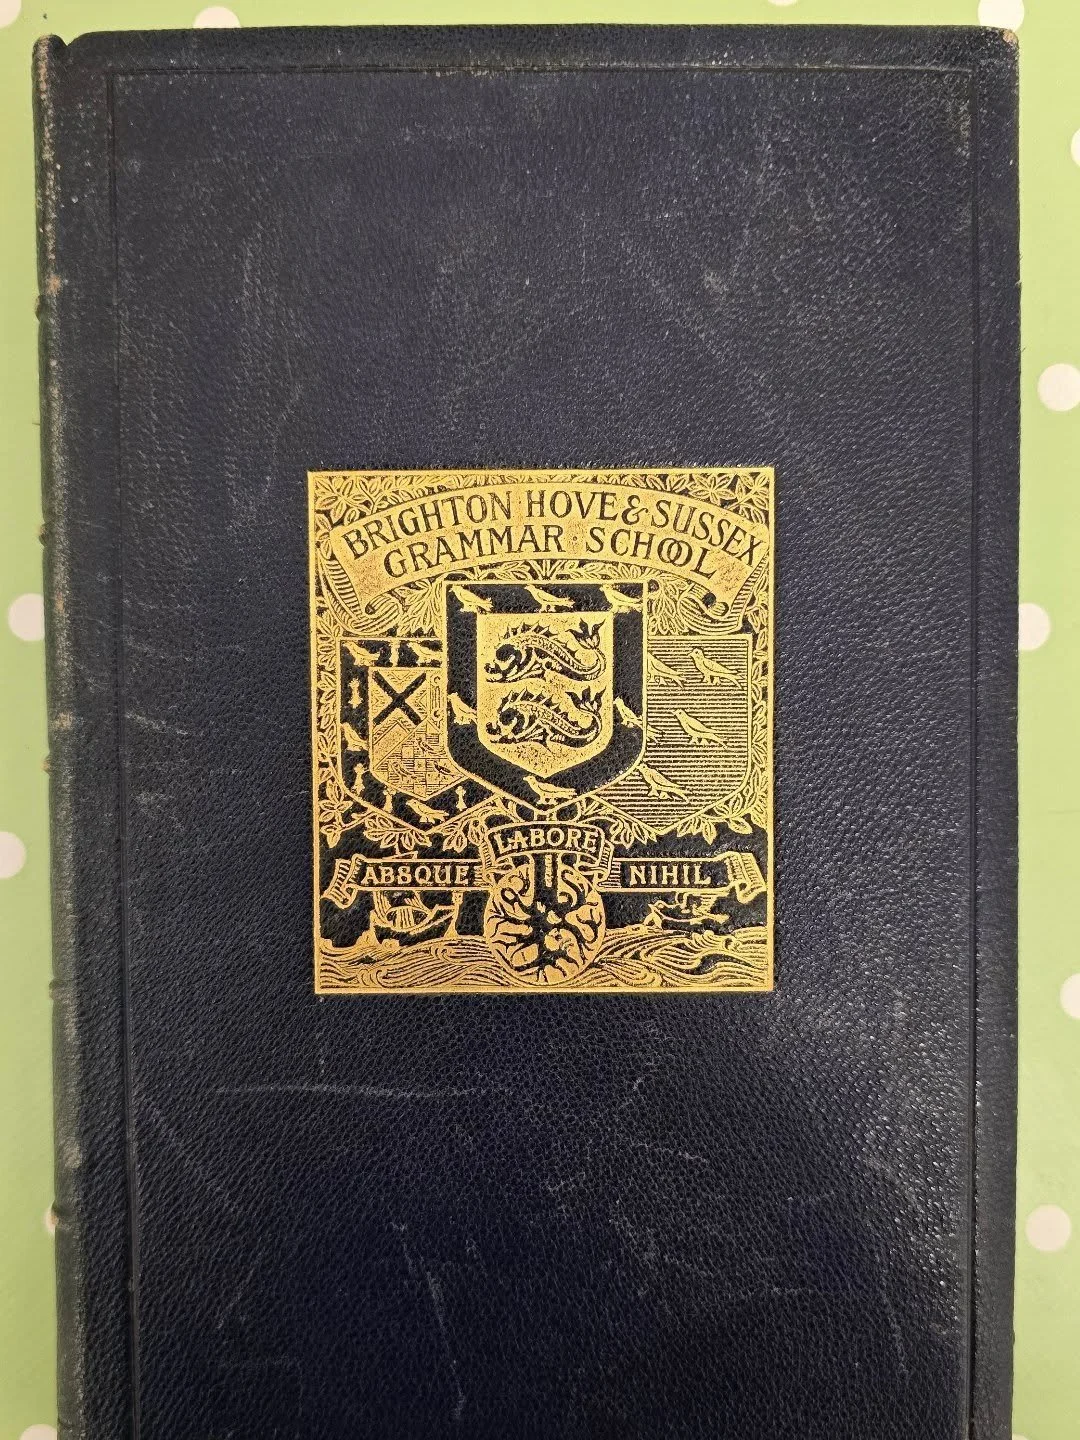 BRIGHTON HOVE & SUSSEX
GRAMMAR SCHOOL
ABSQUE LABORE NIHIL